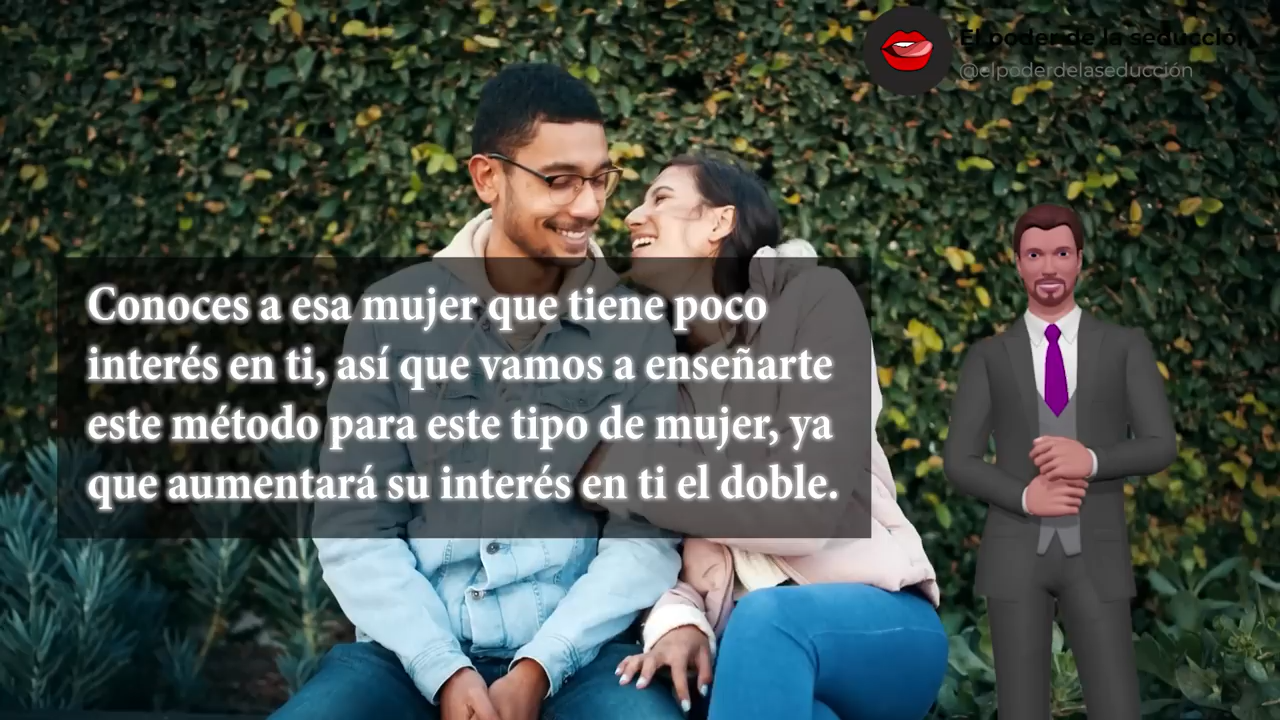 El poder de la seducción
@elpoderdelaseducción
Conoces a esa mujer que tiene poco
interés en ti, así que vamos a enseñarte
este método para este tipo de mujer, ya
que aumentará su interés en ti el doble.